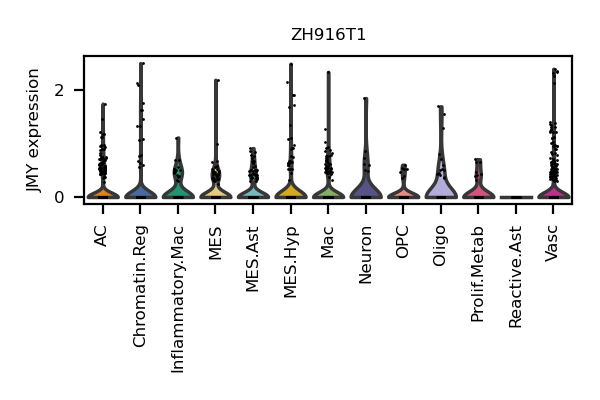 ZH916T1
JMY expression
2
0
AC
Chromatin.Reg
Inflammatory.Mac
MES
MES.Ast
MES.Hyp
Mac
Neuron
OPC
Oligo
Prolif.Metab
Reactive.Ast
Vasc